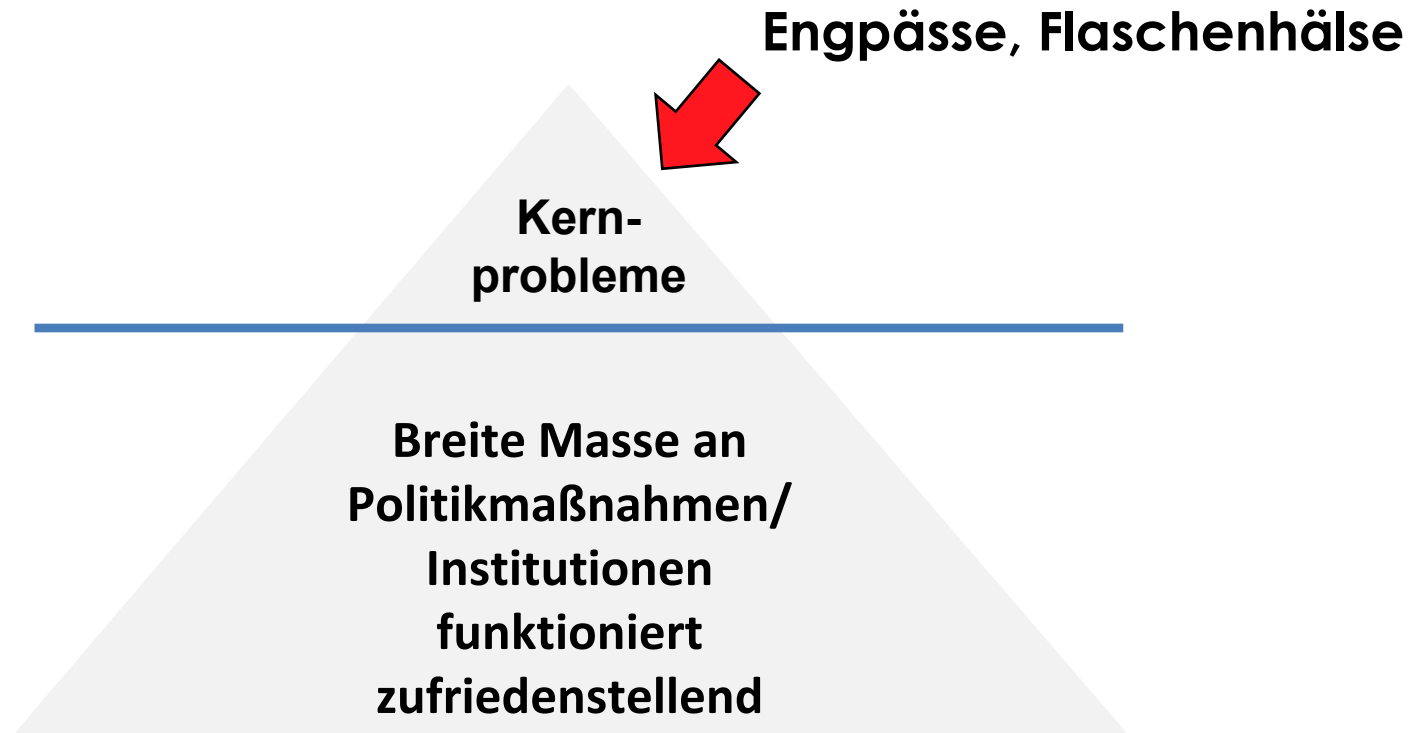 Engpässe, Flaschenhälse
Kern-
probleme
Breite Masse an
Politikmaßnahmen/
Institutionen
funktioniert
zufriedenstellend